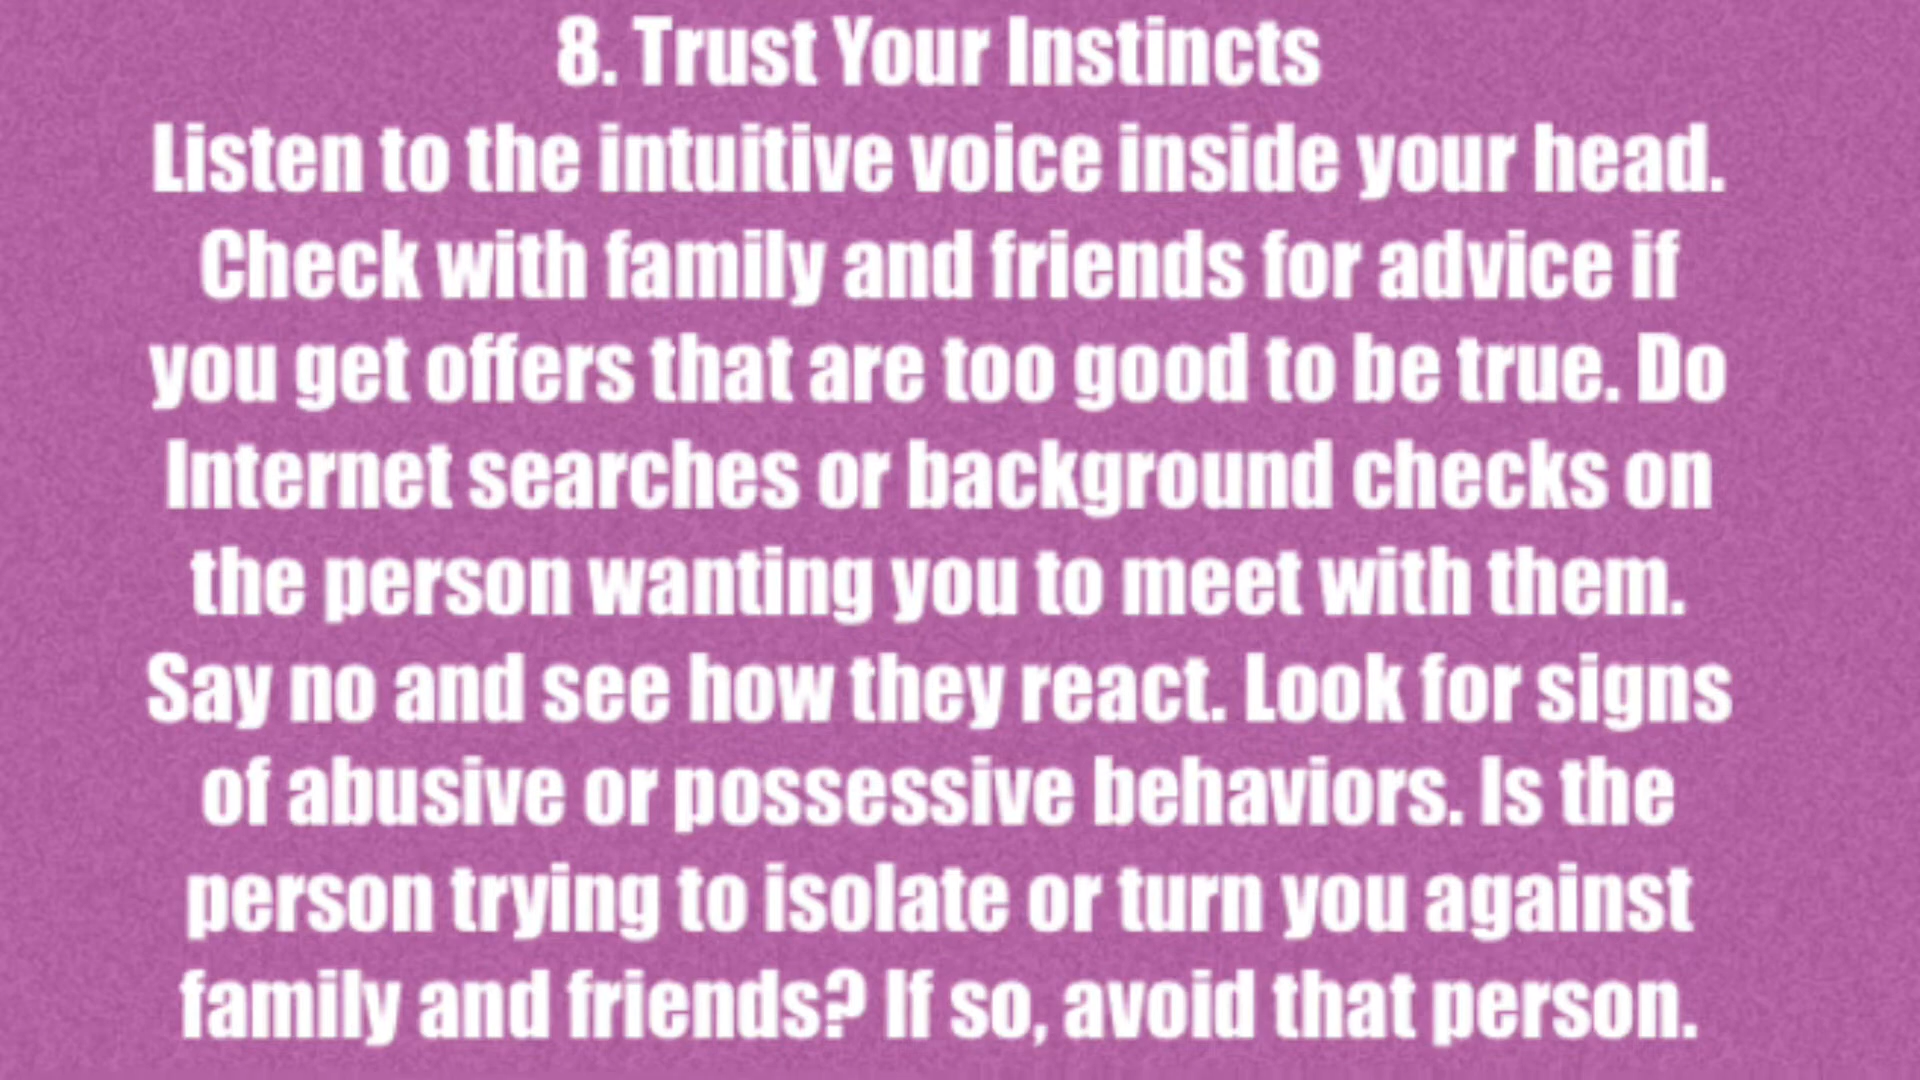 8. Trust Your Instincts
Listen to the intuitive voice inside your head.
Check with family and friends for advice if
you get offers that are too good to be true. Do
Internet searches or background checks on
the person wanting you to meet with them.
Say no and see how they react. Look for signs
of abusive or possessive behaviors. Is the
person trying to isolate or turn you against
family and friends? If so, avoid that person.